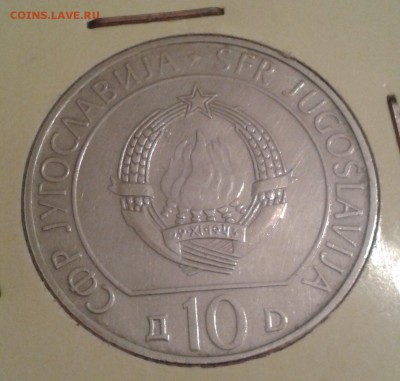 COINS.LAVE.RU
СФР ЈУГОСЛАВИЈА · SFR JUGOSLAVIJA
Д 10 D